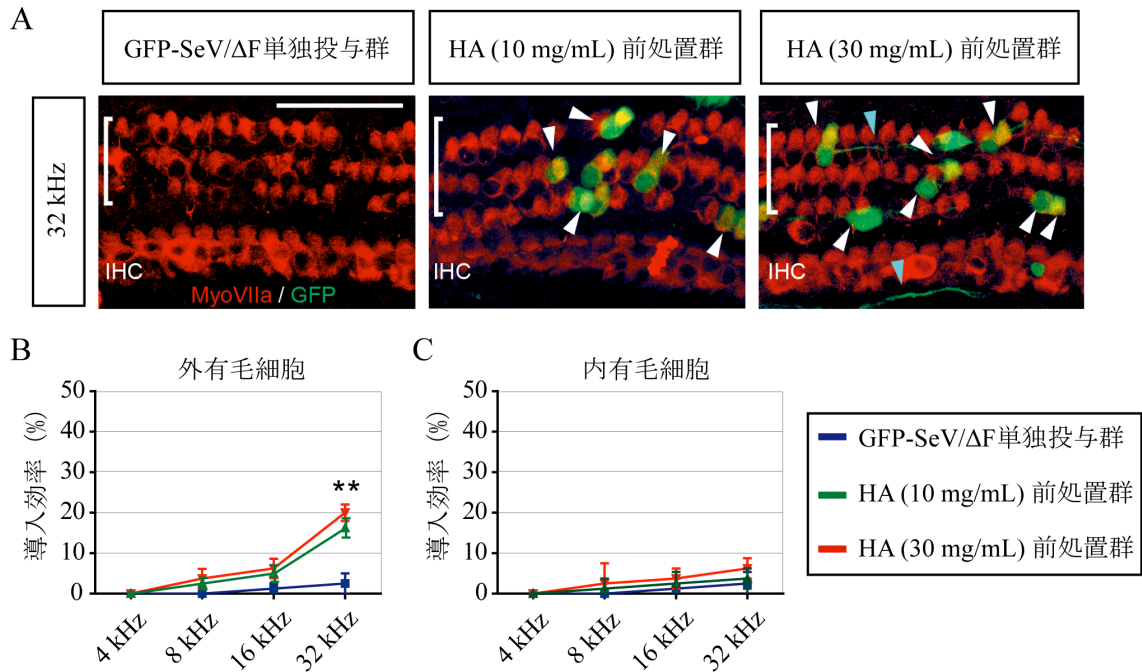 A
GFP-SeV/ΔF単独投与群
HA (10 mg/mL) 前処置群
HA (30 mg/mL) 前処置群
32 kHz
IHC
MyoVIIa / GFP
IHC
IHC
B
外有毛細胞
導入効率 (%)
50
40
30
20
10
0
**
4 kHz
8 kHz
16 kHz
32 kHz
C
内有毛細胞
導入効率 (%)
50
40
30
20
10
0
4 kHz
8 kHz
16 kHz
32 kHz
GFP-SeV/ΔF単独投与群
HA (10 mg/mL) 前処置群
HA (30 mg/mL) 前処置群